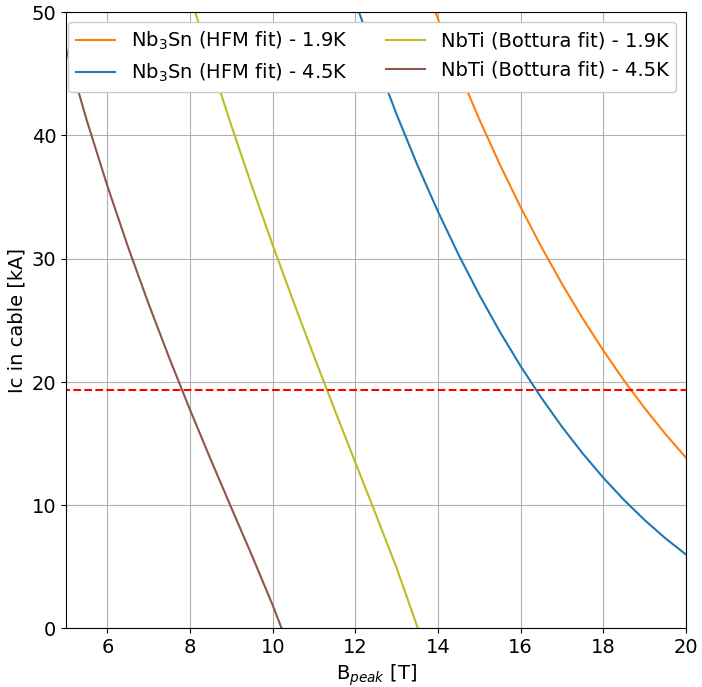 50
40
30
20
10
0
Ic in cable [kA]
Nb₃Sn (HFM fit) - 1.9K
Nb₃Sn (HFM fit) - 4.5K
NbTi (Bottura fit) - 1.9K
NbTi (Bottura fit) - 4.5K
6 8 10 12 14 16 18 20
B_peak [T]